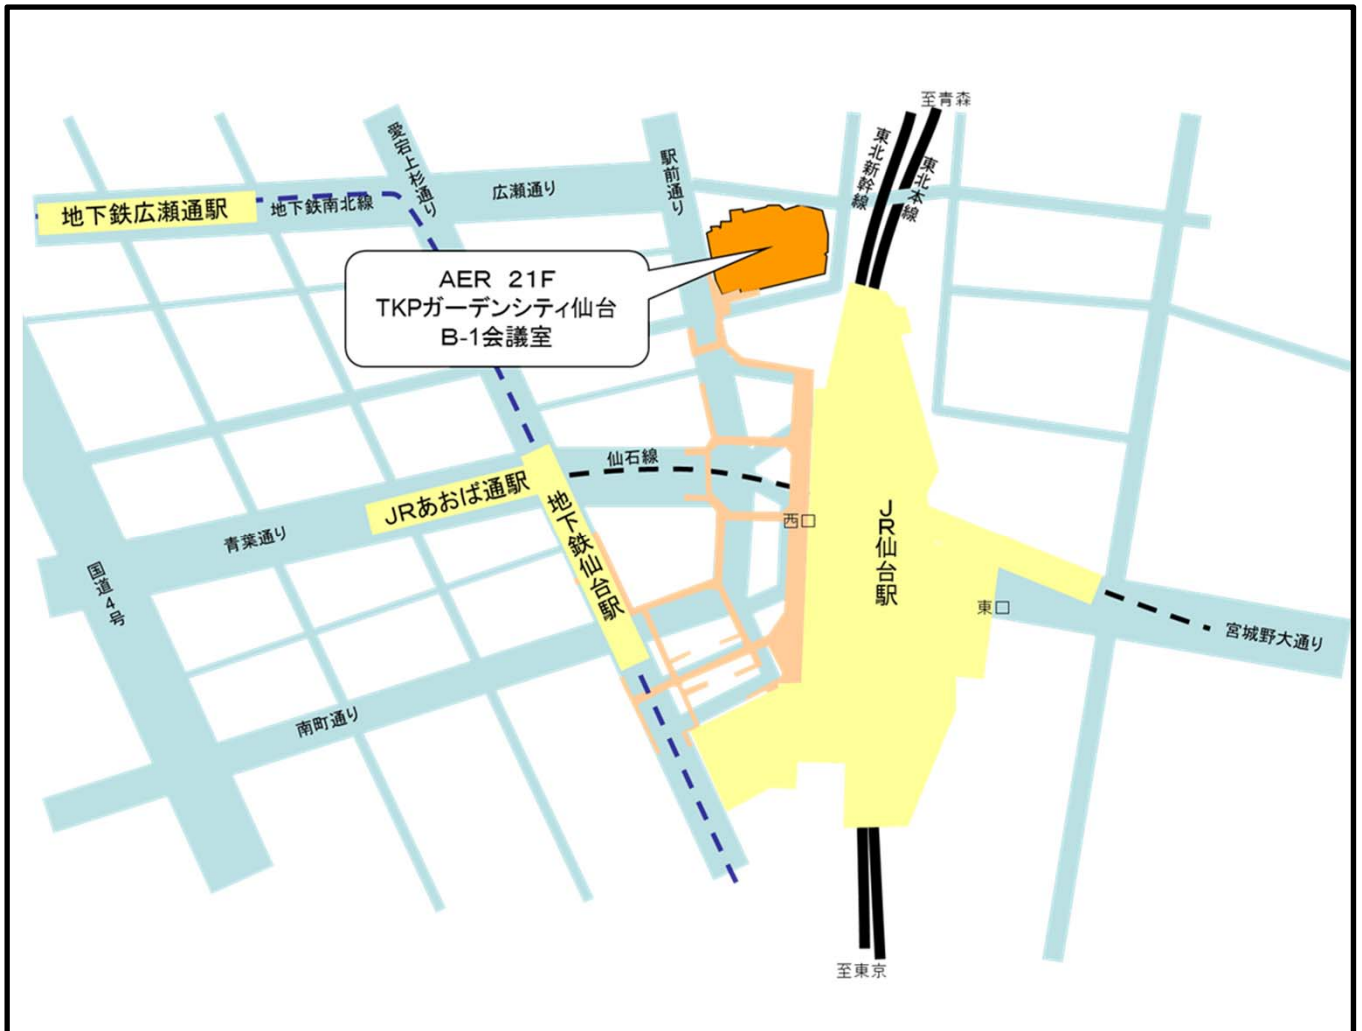 至青森
東北新幹線
東北本線
愛宕上杉通り
駅前通り
広瀬通り
地下鉄広瀬通駅
地下鉄南北線
AER 21F
TKPガーデンシティ仙台
B-1会議室
仙石線
JRあおば通駅
地下鉄仙台駅
西口
JR仙台駅
青葉通り
国道4号
東口
宮城野大通り
南町通り
至東京